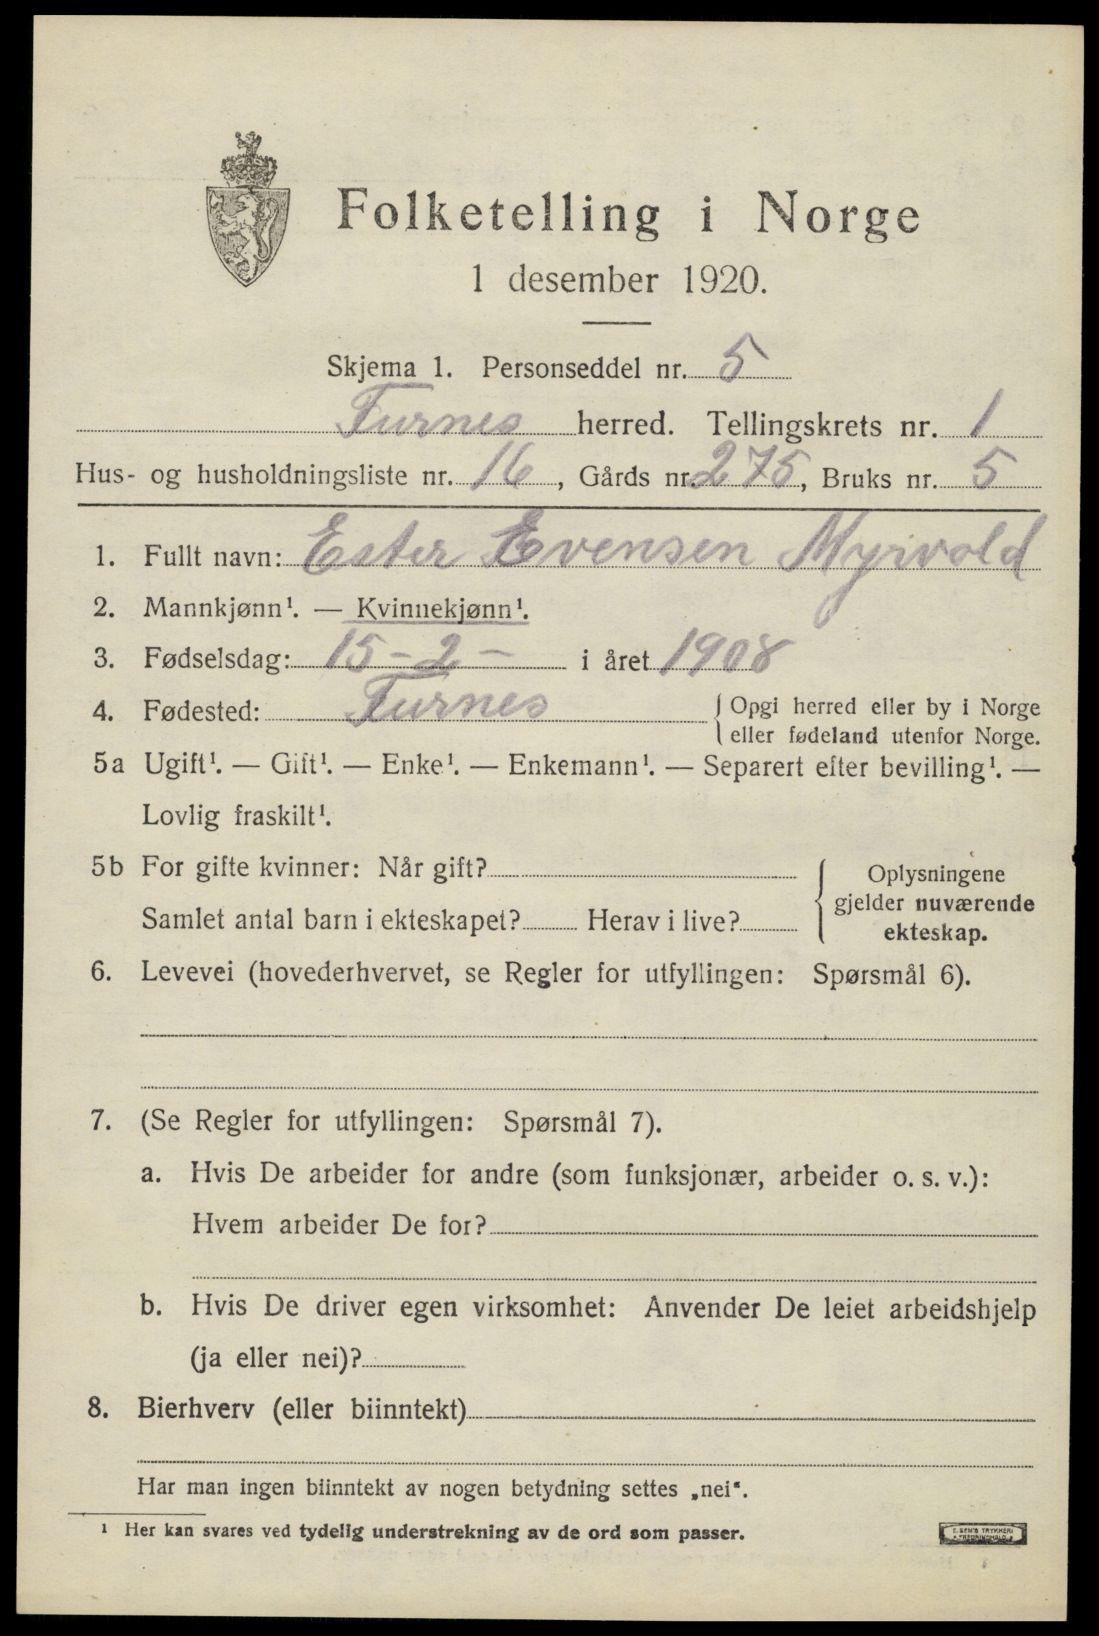 Folketelling i Norge
1 desember 1920.
Skjema 1. Personseddel nr. 5
Furnes herred. Tellingskrets nr. 1
Hus- og husholdningsliste nr. 16, Gårds nr. 275, Bruks nr. 5
1. Fullt navn: Ester Evensen Myrvold
2. Mannkjønn¹. — Kvinnekjønn¹.
3. Fødselsdag: 15-2- i året 1908
4. Fødested: Furnes { Opgi herred eller by i Norge
eller fødeland utenfor Norge.
5a Ugift¹. — Gift¹. — Enke¹. — Enkemann¹. — Separert efter bevilling¹. —
Lovlig fraskilt¹.
5b For gifte kvinner: Når gift?
Samlet antal barn i ekteskapet? Herav i live?
{ Oplysningene
gjelder nuværende
ekteskap.
6. Levevei (hovederhvervet, se Regler for utfyllingen: Spørsmål 6).
7. (Se Regler for utfyllingen: Spørsmål 7).
a. Hvis De arbeider for andre (som funksjonær, arbeider o. s. v.):
Hvem arbeider De for?
b. Hvis De driver egen virksomhet: Anvender De leiet arbeidshjelp
(ja eller nei)?
8. Bierhverv (eller biinntekt)
Har man ingen biinntekt av nogen betydning settes „nei“.
¹ Her kan svares ved tydelig understrekning av de ord som passer.